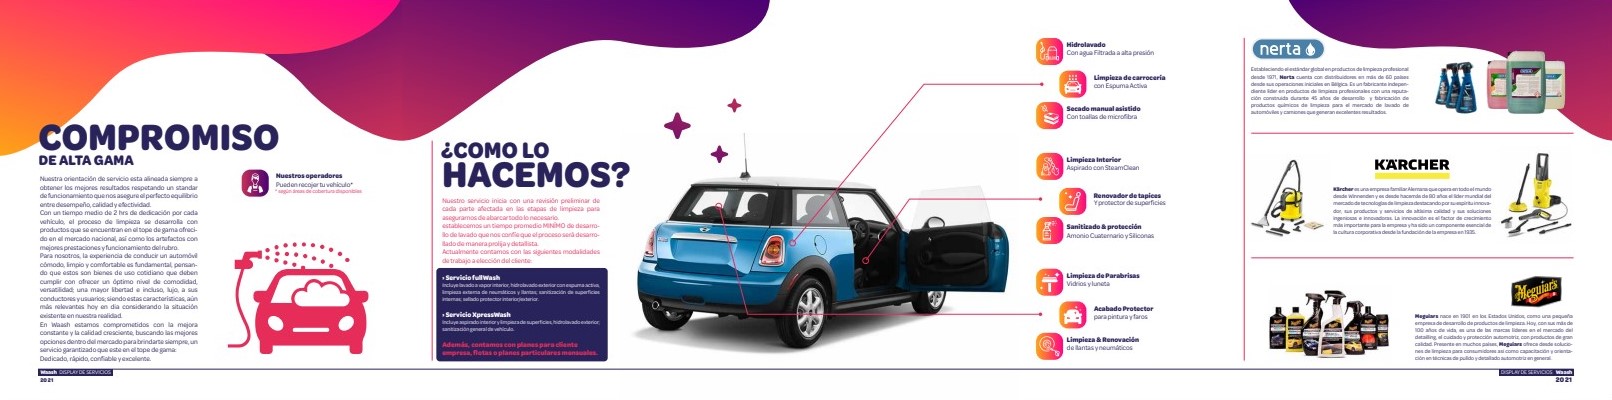 COMPROMISO
DE ALTA GAMA
Nuestra orientación de servicio esta alineada siempre a
obtener los mejores resultados respetando un standar
de funcionamiento que nos asegure el perfecto equilibrio
entre desempeño, calidad y efectividad.
Con un tiempo medio de 2 hrs de dedicación por cada
vehículo, el proceso de limpieza se desarrolla con
productos que se encuentran en el tope de gama ofreci-
do en el mercado nacional, así como los artefactos con
mejores prestaciones y funcionamiento del rubro.
Para nosotros, la experiencia de conducir un automóvil
cómodo, limpio y comfortable es fundamental, pensan-
do que estos son bienes de uso cotidiano que deben
cumplir con ofrecer un óptimo nivel de comodidad,
versatilidad; una mayor libertad e incluso, lujo, a sus
conductores y usuarios; siendo estas características, aún
más relevantes hoy en día considerando la situación
existente en nuestra realidad.
En Waash estamos comprometidos con la mejora
constante y la calidad creciente, buscando las mejores
opciones dentro del mercado para brindarte siempre, un
servicio garantizado que este en el tope de gama:
Dedicado, rápido, confiable y excelente.
Nuestros operadores
Pueden recojer tu vehículo*
* según áreas de cobertura disponibles
Waash DISPLAY DE SERVICIOS
2021
¿COMO LO
HACEMOS?
Nuestro servicio inicia con una revisión preliminar de
cada parte afectada en las etapas de limpieza para
asegurarnos de abarcar todo lo necesario.
establecemos un tiempo promedio MINÍMO de desarro-
llo de lavado que nos confíe que el proceso será desarro-
llado de manera prolija y detallista.
Actualmente contamos con las siguientes modalidades
de trabajo a elección del cliente:
› Servicio fullWash
Incluye lavado a vapor interior, hidrolavado exterior con espuma activa,
limpieza externa de neumáticos y llantas; sanitización de superficies
internas; sellado protector interior/exterior.
› Servicio XpressWash
Incluye aspirado interior y limpieza de superficies, hidrolavado exterior,
sanitización general de vehículo.
Además, contamos con planes para cliente
empresa, flotas o planes particulares mensuales.
Hidrolavado
Con agua Filtrada a alta presión
Limpieza de carrocería
con Espuma Activa
Secado manual asistido
Con toallas de microfibra
Limpieza Interior
Aspirado con SteamClean
Renovador de tapices
Y protector de superficies
Sanitizado & protección
Amonio Cuaternario y Siliconas
Limpieza de Parabrisas
Vidrios y luneta
Acabado Protector
para pintura y faros
Limpieza & Renovación
de llantas y neumáticos
nerta
Estableciendo el estándar global en productos de limpieza profesional
desde 1971, Nerta cuenta con distribuidores en más de 60 países
desde sus operaciones iniciales en Bélgica. Es un fabricante indepen-
diente líder en productos de limpieza profesionales con una reputa-
ción construida durante 45 años de desarrollo y fabricación de
productos químicos de limpieza para el mercado de lavado de
automóviles y camiones que generan excelentes resultados.
KÄRCHER
Kärcher es una empresa familiar Alemana que opera en todo el mundo
desde Winnenden y es desde hace más de 80 años el líder mundial del
mercado de tecnologías de limpieza destacando por su espíritu innova-
dor, sus productos y servicios de altísima calidad y sus soluciones
ingeniosas e innovadoras. La innovación es el factor de crecimiento
más importante para la empresa y ha sido un componente esencial de
la cultura corporativa desde la fundación de la empresa en 1935.
Meguiar's
Meguiars nace en 1901 en los Estados Unidos, como una pequeña
empresa de desarrollo de productos de limpieza. Hoy, con sus más de
100 años de vida, es una de las marcas líderes en el mercado del
detailing, el cuidado y protección automotriz, con productos de gran
calidad. Presente en muchos países, Meguiars ofrece desde solucio-
nes de limpieza para consumidores así como capacitación y orienta-
ción en técnicas de pulido y detallado automotriz en general.
DISPLAY DE SERVICIOS Waash
2021